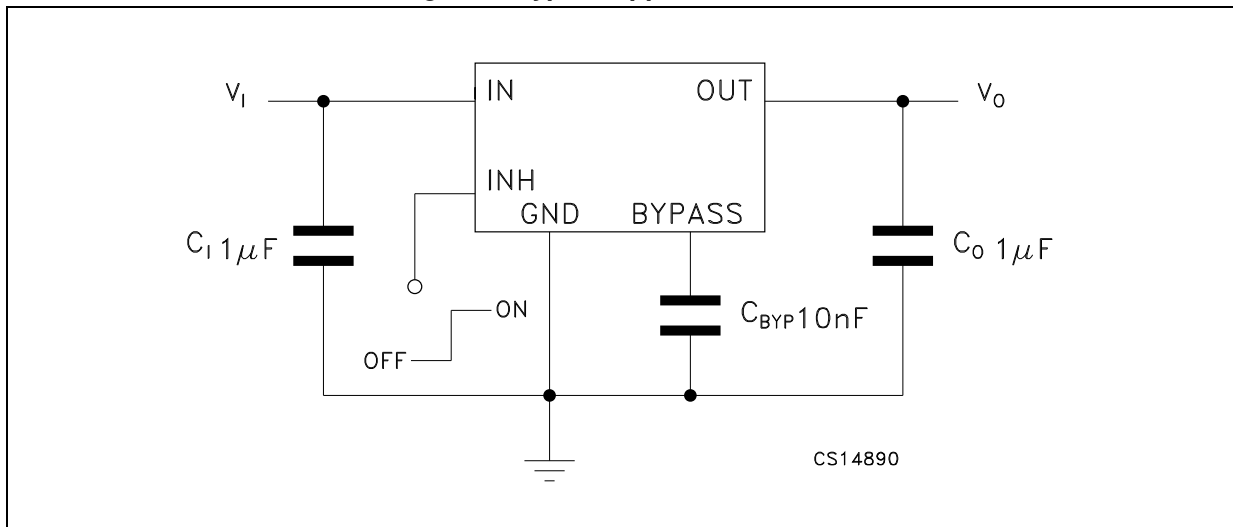 V_I
IN
OUT
V_O
INH
GND
BYPASS
C_I 1μF
C_O 1μF
C_BYP 10nF
ON
OFF
CS14890